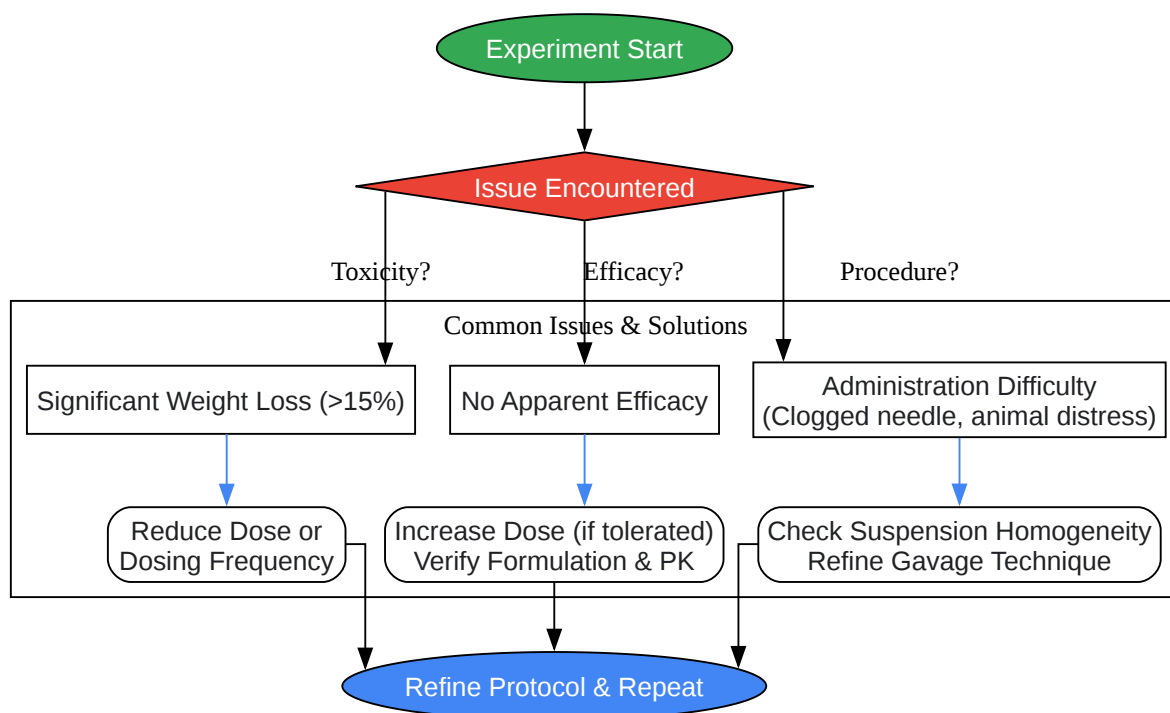 Experiment Start
Issue Encountered
Toxicity?
Efficacy?
Procedure?
Common Issues & Solutions
Significant Weight Loss (>15%)
No Apparent Efficacy
Administration Difficulty
(Clogged needle, animal distress)
Reduce Dose or
Dosing Frequency
Increase Dose (if tolerated)
Verify Formulation & PK
Check Suspension Homogeneity
Refine Gavage Technique
Refine Protocol & Repeat